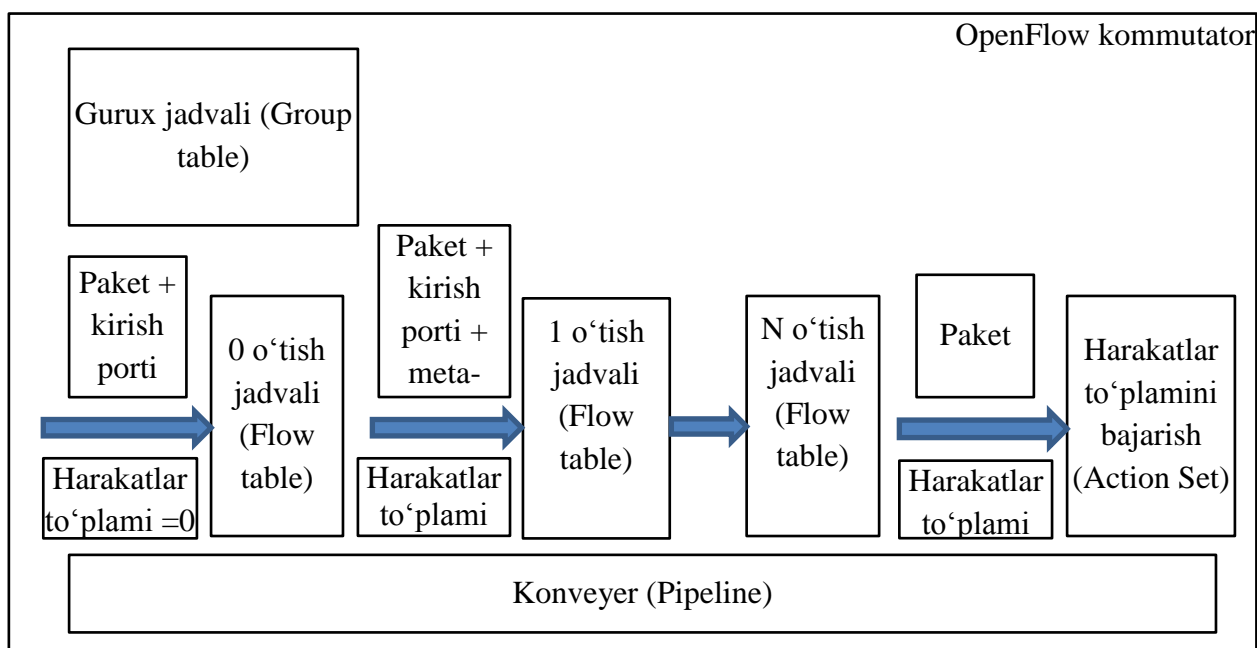 OpenFlow kommutator
Gurux jadvali (Group
table)
Paket +
kirish
porti
Harakatlar
to‘plami =0
0 o‘tish
jadvali
(Flow
table)
Paket +
kirish
porti +
meta-
Harakatlar
to‘plami
1 o‘tish
jadvali
(Flow
table)
N o‘tish
jadvali
(Flow
table)
Paket
Harakatlar
to‘plami
Harakatlar
to‘plamini
bajarish
(Action Set)
Konveyer (Pipeline)